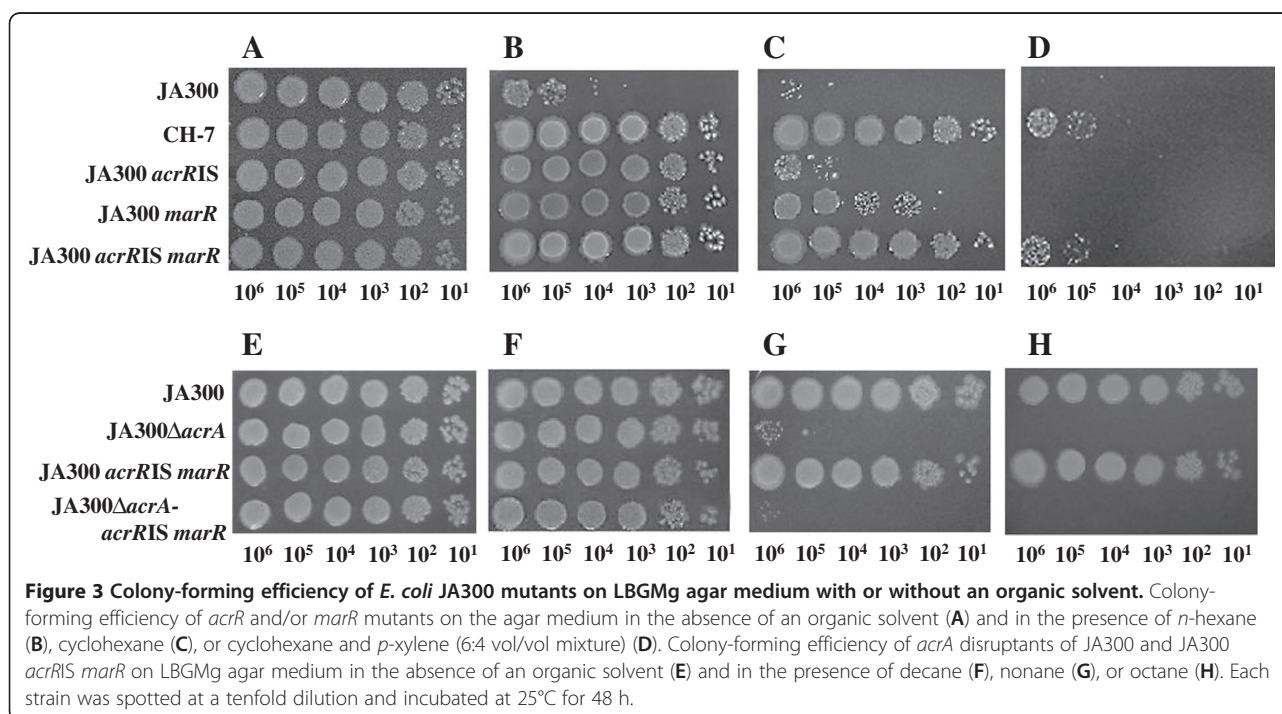 A B C D
JA300
CH-7
JA300 acrRIS
JA300 marR
JA300 acrRIS marR
10⁶ 10⁵ 10⁴ 10³ 10² 10¹ 10⁶ 10⁵ 10⁴ 10³ 10² 10¹ 10⁶ 10⁵ 10⁴ 10³ 10² 10¹ 10⁶ 10⁵ 10⁴ 10³ 10² 10¹
E F G H
JA300
JA300ΔacrA
JA300 acrRIS marR
JA300ΔacrA-
acrRIS marR
10⁶ 10⁵ 10⁴ 10³ 10² 10¹ 10⁶ 10⁵ 10⁴ 10³ 10² 10¹ 10⁶ 10⁵ 10⁴ 10³ 10² 10¹ 10⁶ 10⁵ 10⁴ 10³ 10² 10¹
Figure 3 Colony-forming efficiency of E. coli JA300 mutants on LBGMg agar medium with or without an organic solvent. Colony-
forming efficiency of acrR and/or marR mutants on the agar medium in the absence of an organic solvent (A) and in the presence of n-hexane
(B), cyclohexane (C), or cyclohexane and p-xylene (6:4 vol/vol mixture) (D). Colony-forming efficiency of acrA disruptants of JA300 and JA300
acrRIS marR on LBGMg agar medium in the absence of an organic solvent (E) and in the presence of decane (F), nonane (G), or octane (H). Each
strain was spotted at a tenfold dilution and incubated at 25°C for 48 h.